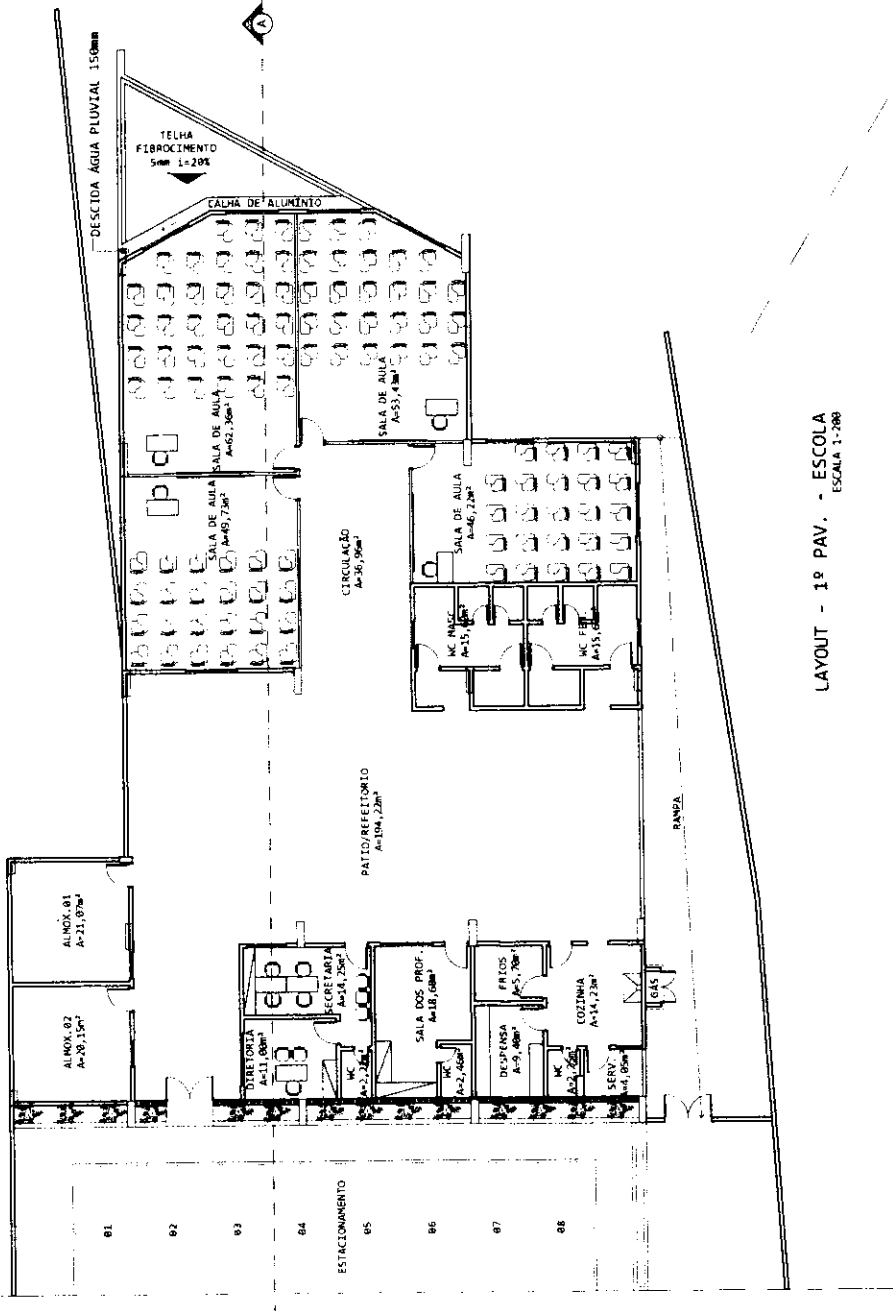 DESCIDA ÁGUA PLUVIAL 150mm
A
TELHA
FIBROCIMENTO
5mm i=20%
CALHA DE ALUMÍNIO
SALA DE AULA
A=62,36m²
SALA DE AULA
A=53,43m²
SALA DE AULA
A=49,73m²
CIRCULAÇÃO
A=36,96m²
SALA DE AULA
A=46,22m²
WC MASC
WC FEM.
PATIO/REFEITORIO
A=194,22m²
ALMOX.01
A=21,07m²
ALMOX.02
A=20,15m²
SECRETARIA
A=14,25m²
DIRETORIA
A=11,00m²
WC
A=2,22m²
SALA DOS PROF.
A=18,60m²
WC
A=2,46m²
FRIOS
A=5,70m²
DESPENSA
A=9,40m²
COZINHA
A=14,23m²
WC
SERV.
A=4,05m²
GÁS
RAMPA
ESTACIONAMENTO
01
02
03
04
05
06
07
08
LAYOUT - 1º PAV. - ESCOLA
ESCALA 1-200